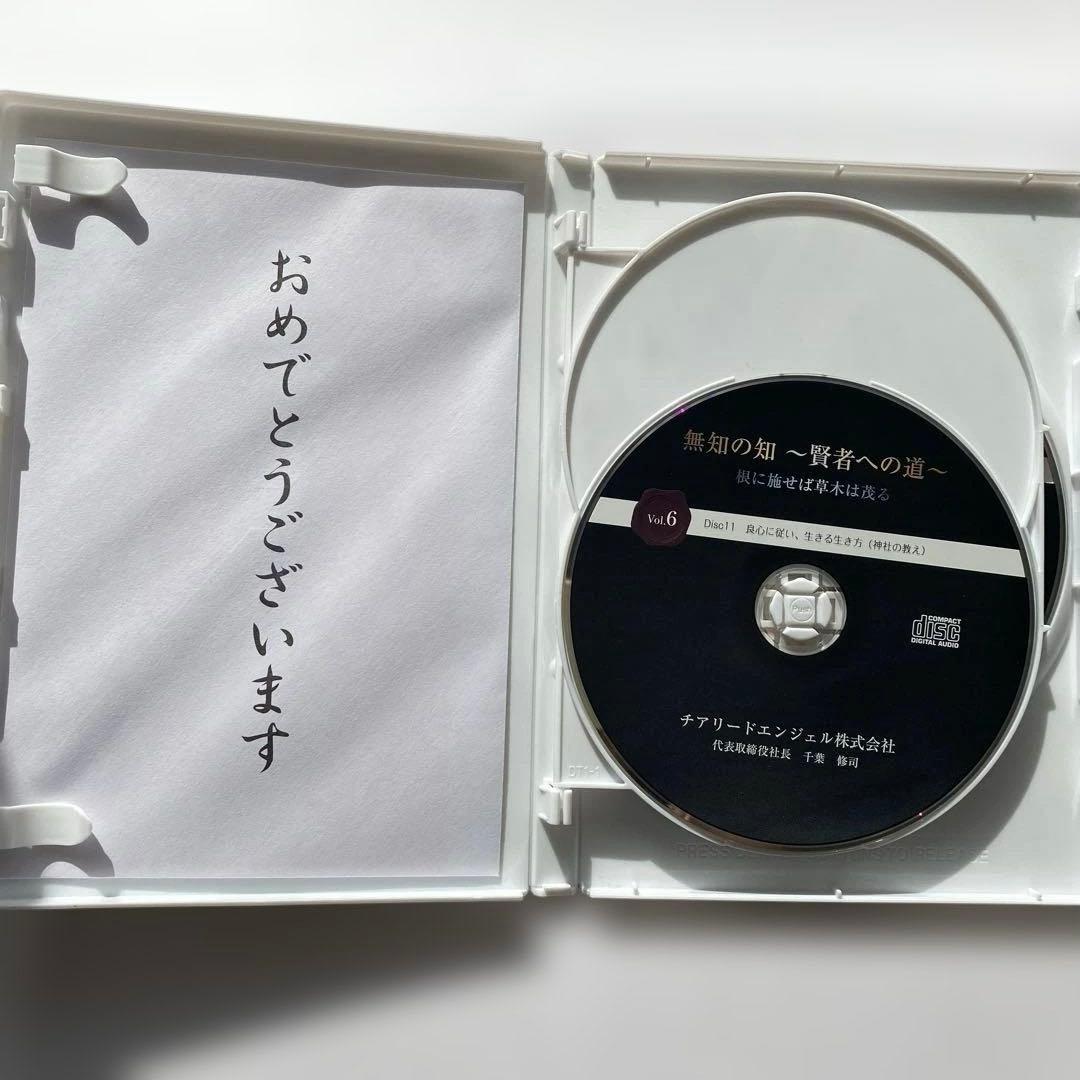 おめでとうございます
無知の知 ～賢者への道～
根に施せば草木は茂る
Vol.6
Disc11 良心に従い、生きる生き方（神社の教え）
Push
COMPACT
disc
DIGITAL AUDIO
チアリードエンジェル株式会社
代表取締役社長 千葉 修司
DT1-1